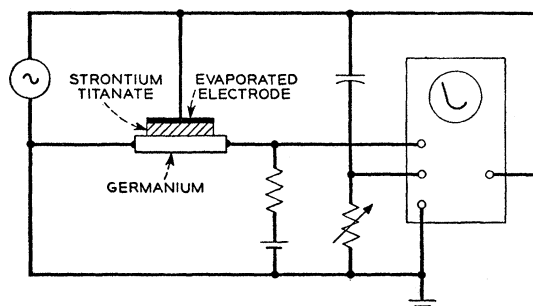 STRONTIUM
TITANATE
EVAPORATED
ELECTRODE
GERMANIUM